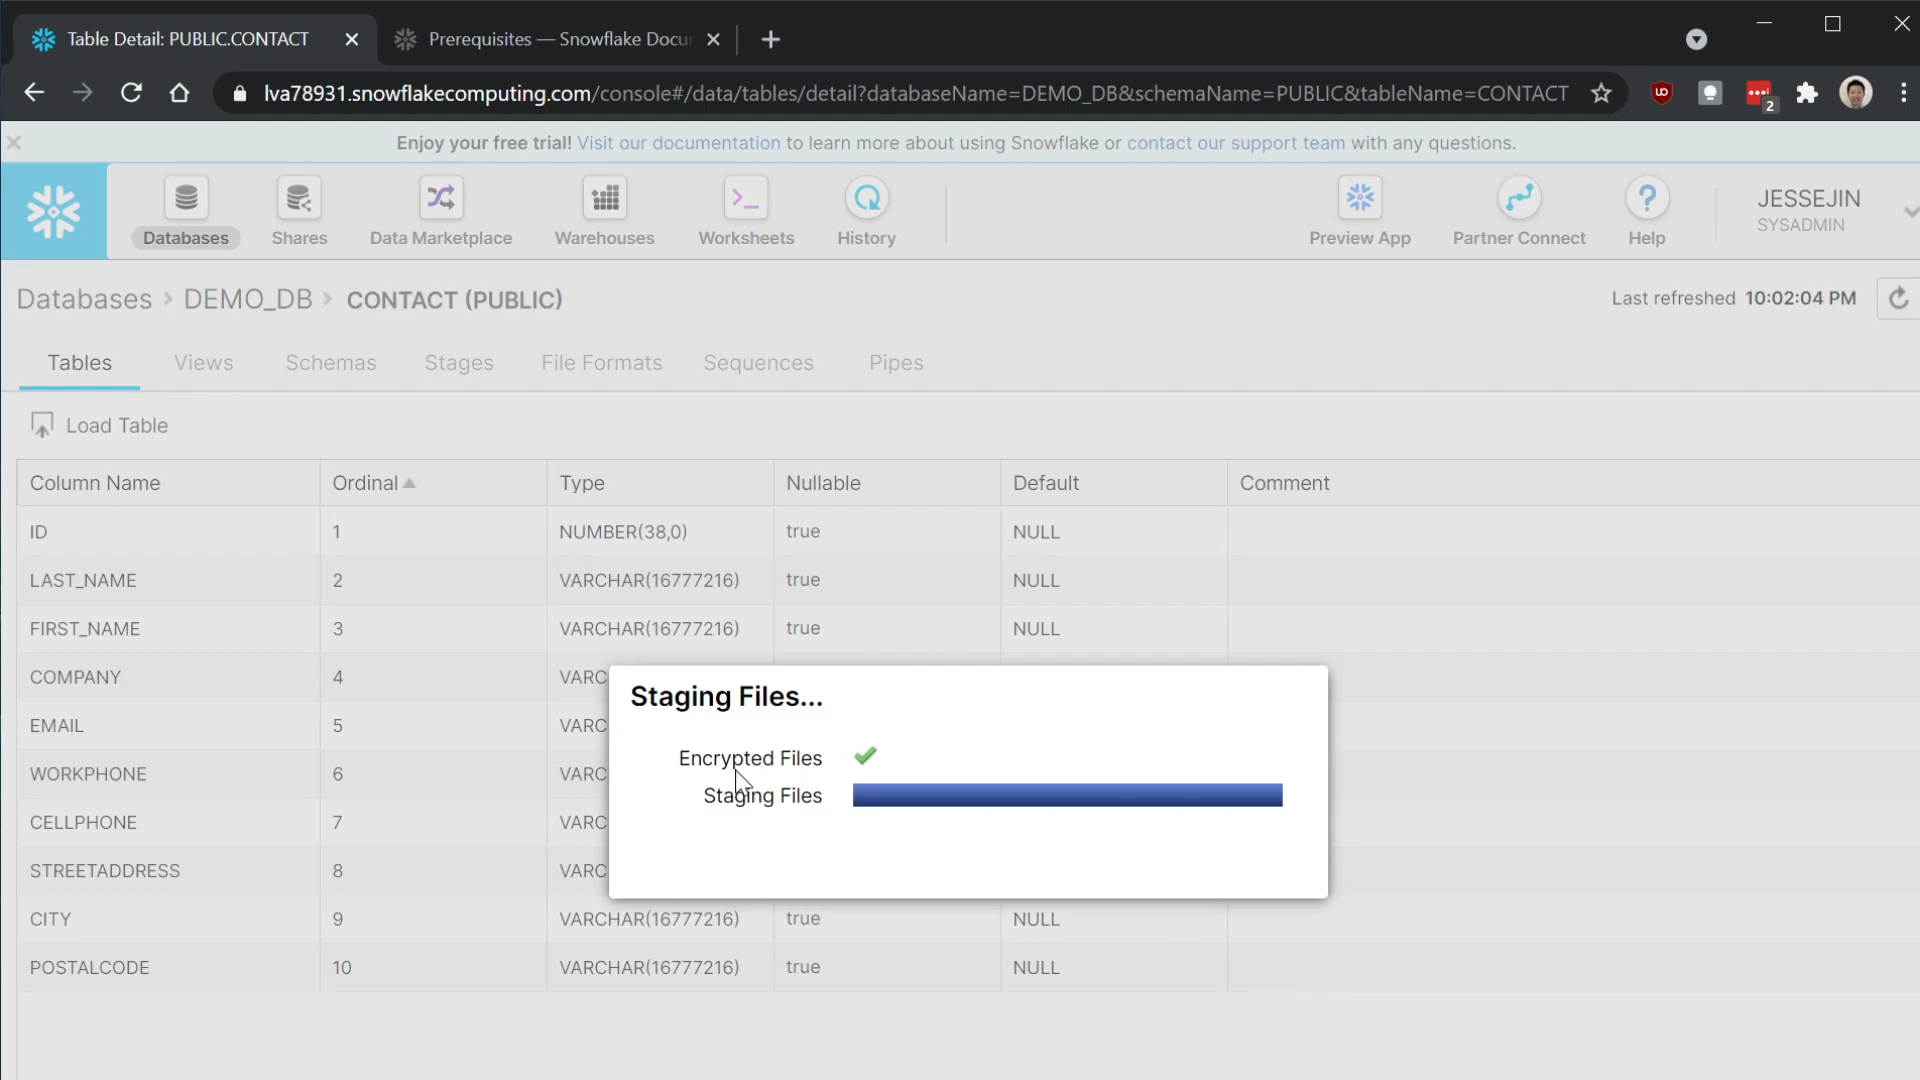 Table Detail: PUBLIC.CONTACT
Prerequisites — Snowflake Docu
lva78931.snowflakecomputing.com/console#/data/tables/detail?databaseName=DEMO_DB&schemaName=PUBLIC&tableName=CONTACT
2
Enjoy your free trial! Visit our documentation to learn more about using Snowflake or contact our support team with any questions.
Databases
Shares
Data Marketplace
Warehouses
Worksheets
History
Preview App
Partner Connect
Help
JESSEJIN
SYSADMIN
Databases > DEMO_DB > CONTACT (PUBLIC)
Last refreshed 10:02:04 PM
Tables Views Schemas Stages File Formats Sequences Pipes
Load Table
Column Name Ordinal Type Nullable Default Comment
ID 1 NUMBER(38,0) true NULL
LAST_NAME 2 VARCHAR(16777216) true NULL
FIRST_NAME 3 VARCHAR(16777216) true NULL
COMPANY 4 VARC
EMAIL 5 VARC
WORKPHONE 6 VARC
CELLPHONE 7 VARC
STREETADDRESS 8 VARC
CITY 9 VARCHAR(16777216) true NULL
POSTALCODE 10 VARCHAR(16777216) true NULL
Staging Files...
Encrypted Files
Staging Files